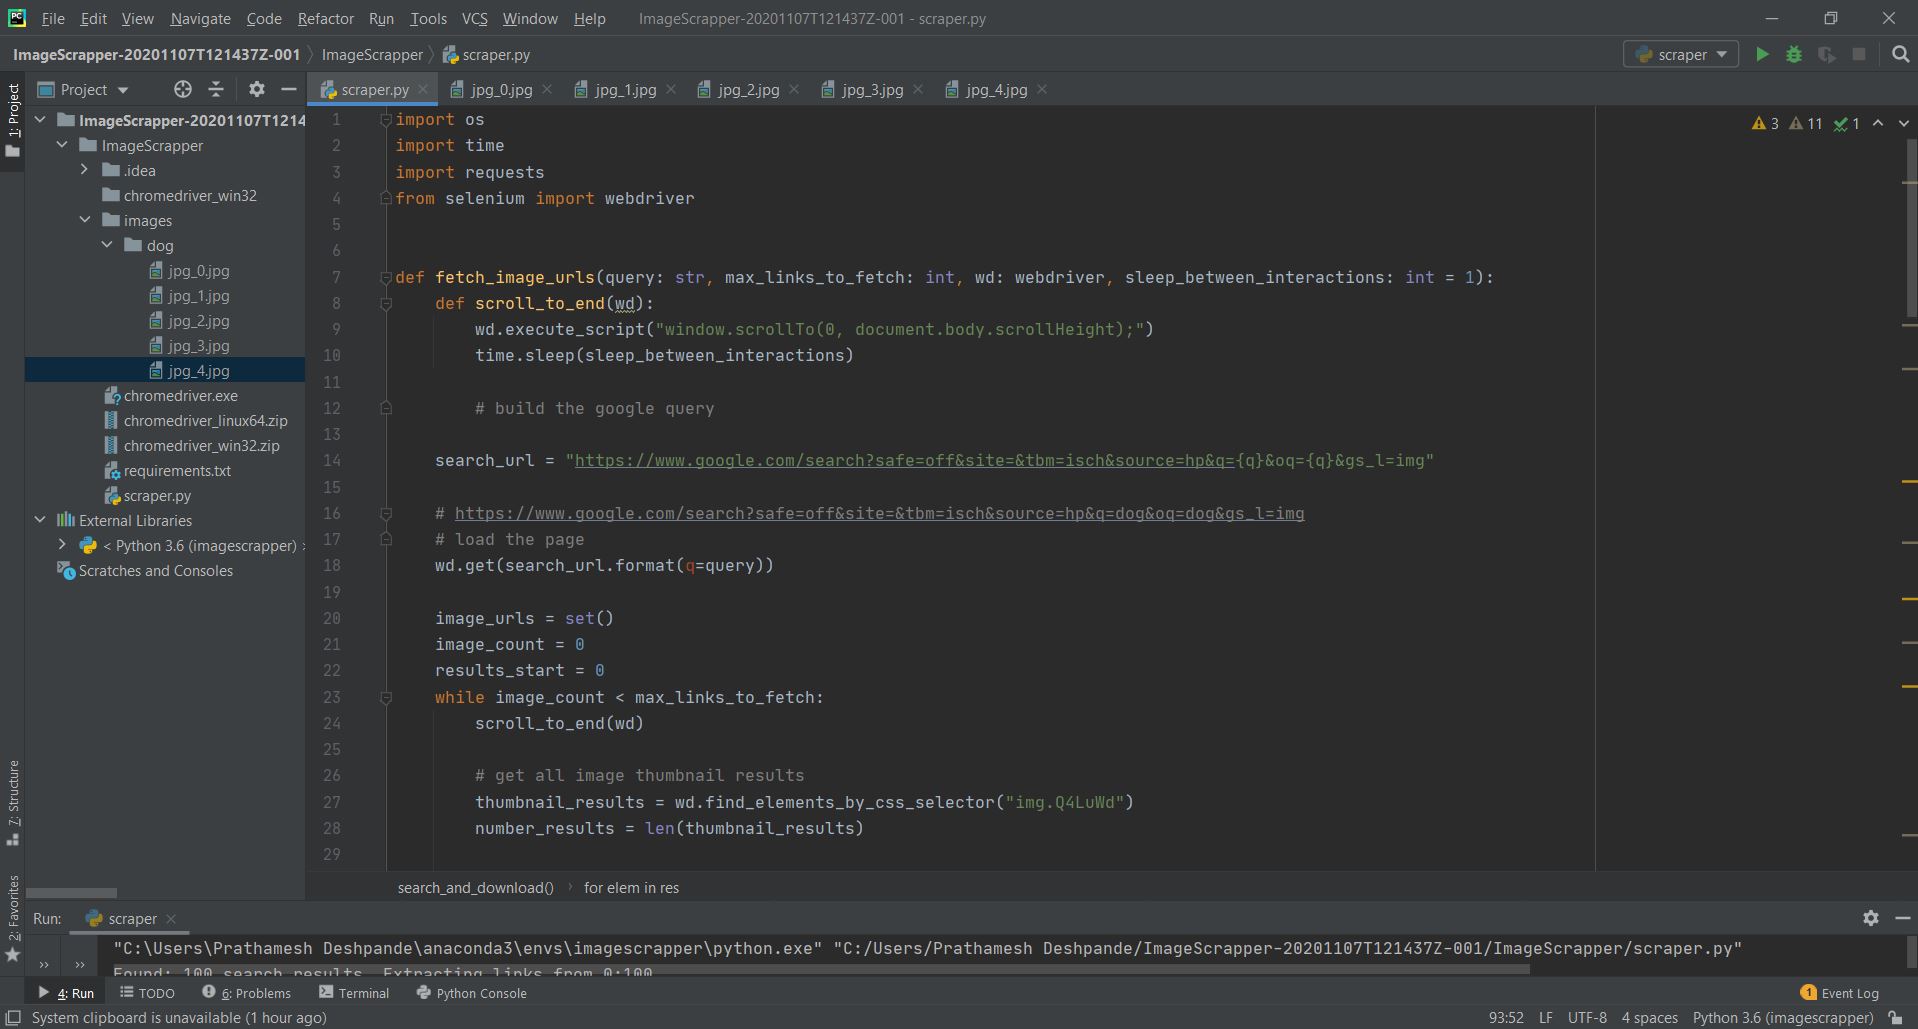 PC File Edit View Navigate Code Refactor Run Tools VCS Window Help ImageScrapper-20201107T121437Z-001 - scraper.py
ImageScrapper-20201107T121437Z-001 ImageScrapper scraper.py scraper
1: Project
Project
scraper.py jpg_0.jpg jpg_1.jpg jpg_2.jpg jpg_3.jpg jpg_4.jpg
ImageScrapper-20201107T1214
ImageScrapper
.idea
chromedriver_win32
images
dog
jpg_0.jpg
jpg_1.jpg
jpg_2.jpg
jpg_3.jpg
jpg_4.jpg
chromedriver.exe
chromedriver_linux64.zip
chromedriver_win32.zip
requirements.txt
scraper.py
External Libraries
< Python 3.6 (imagescrapper) >
Scratches and Consoles
7: Structure
2: Favorites
3 11 1
1 import os
2 import time
3 import requests
4 from selenium import webdriver
5
6
7 def fetch_image_urls(query: str, max_links_to_fetch: int, wd: webdriver, sleep_between_interactions: int = 1):
8 def scroll_to_end(wd):
9 wd.execute_script("window.scrollTo(0, document.body.scrollHeight);")
10 time.sleep(sleep_between_interactions)
11
12 # build the google query
13
14 search_url = "https://www.google.com/search?safe=off&site=&tbm=isch&source=hp&q={q}&oq={q}&gs_l=img"
15
16 # https://www.google.com/search?safe=off&site=&tbm=isch&source=hp&q=dog&oq=dog&gs_l=img
17 # load the page
18 wd.get(search_url.format(q=query))
19
20 image_urls = set()
21 image_count = 0
22 results_start = 0
23 while image_count < max_links_to_fetch:
24 scroll_to_end(wd)
25
26 # get all image thumbnail results
27 thumbnail_results = wd.find_elements_by_css_selector("img.Q4LuWd")
28 number_results = len(thumbnail_results)
29
search_and_download() for elem in res
Run: scraper
"C:\Users\Prathamesh Deshpande\anaconda3\envs\imagescrapper\python.exe" "C:/Users/Prathamesh Deshpande/ImageScrapper-20201107T121437Z-001/ImageScrapper/scraper.py"
Found: 100 search results. Extracting links from 0:100
4: Run TODO 6: Problems Terminal Python Console 1 Event Log
System clipboard is unavailable (1 hour ago) 93:52 LF UTF-8 4 spaces Python 3.6 (imagescrapper)